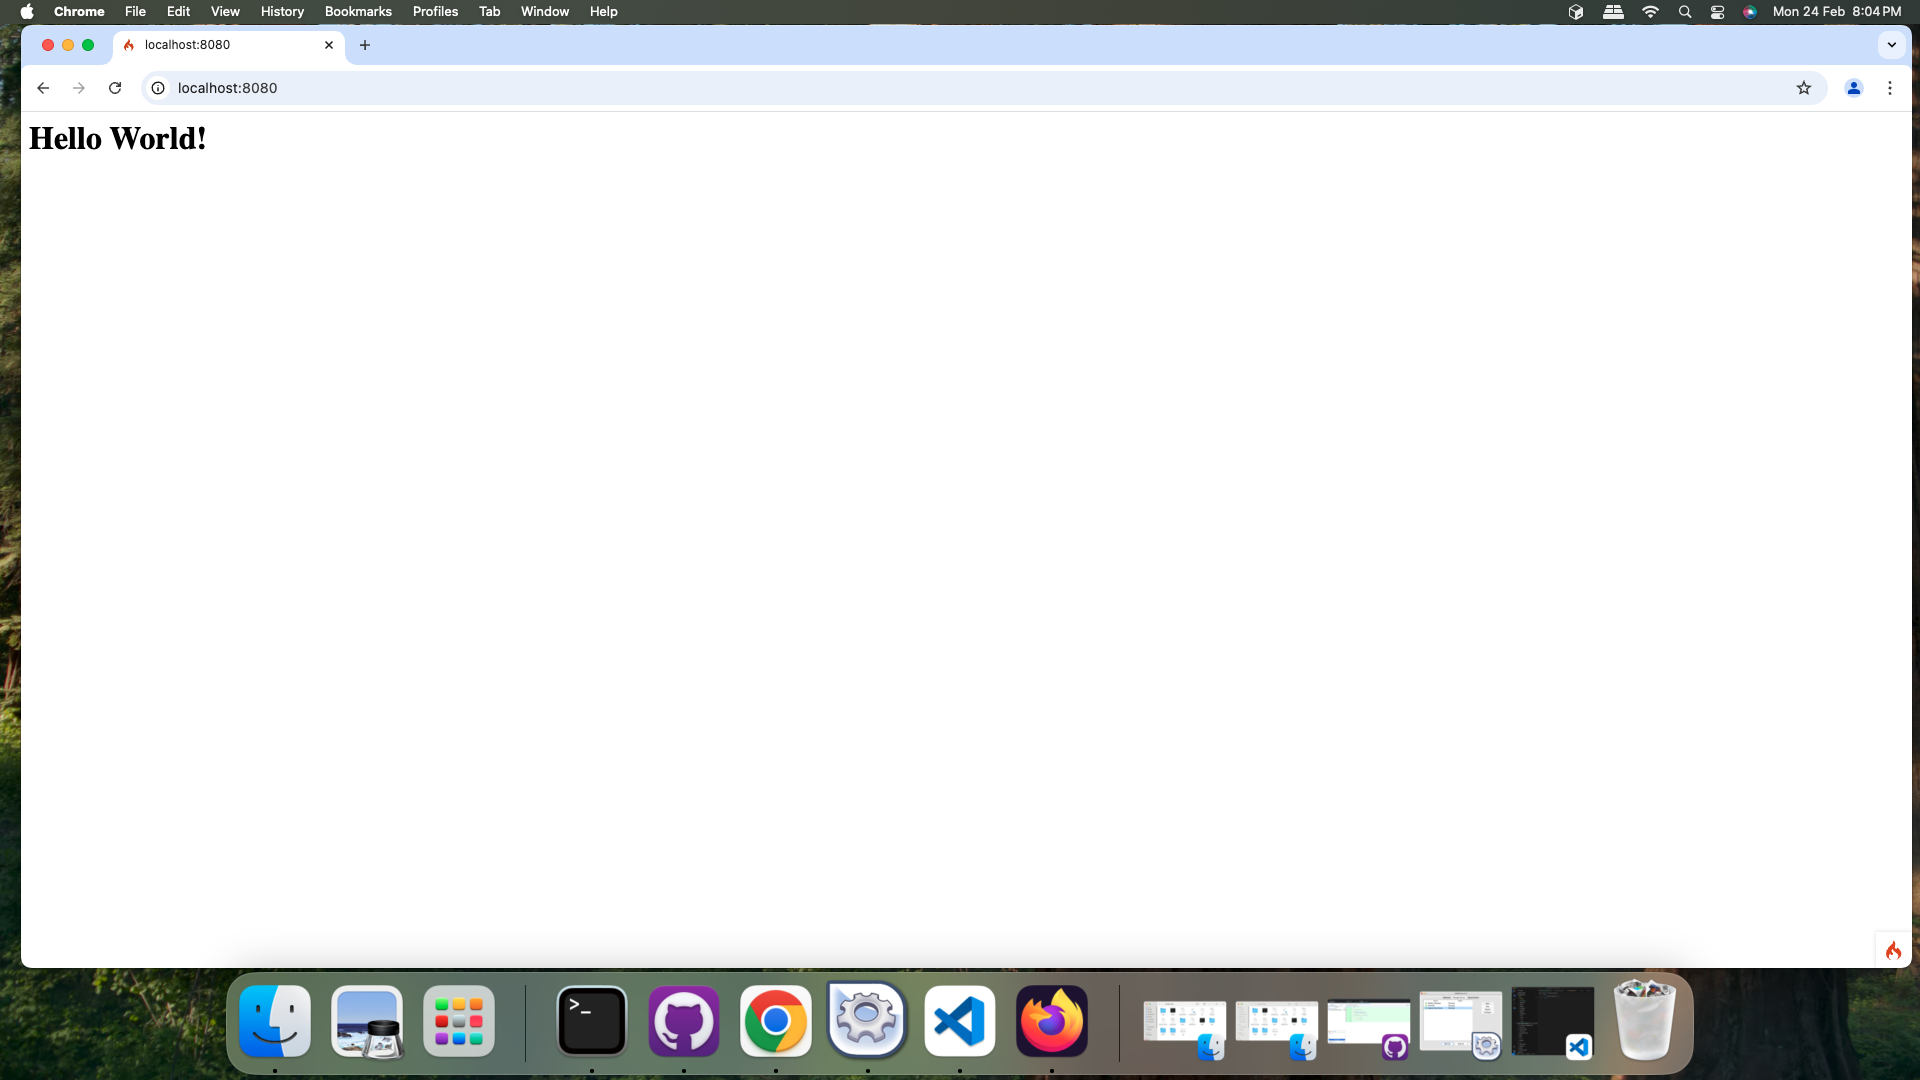 Chrome File Edit View History Bookmarks Profiles Tab Window Help Mon 24 Feb 8:04 PM
localhost:8080
localhost:8080
Hello World!
>_